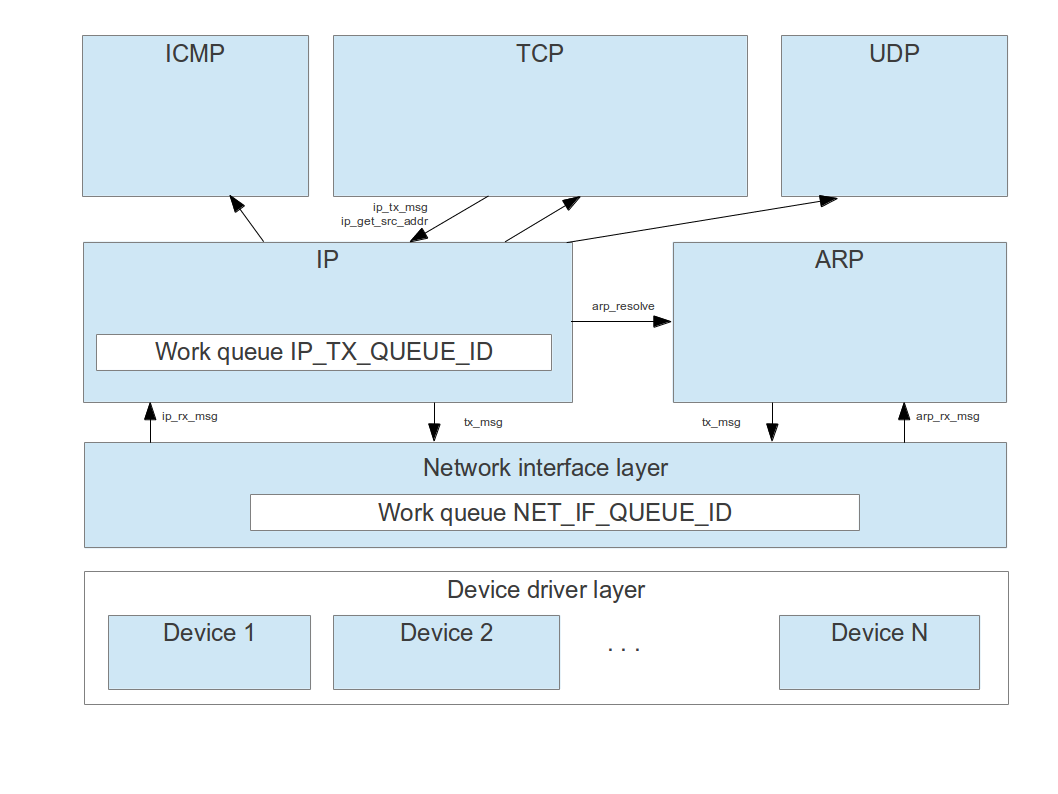 ICMP
TCP
UDP
ip_tx_msg
ip_get_src_addr
IP
ARP
arp_resolve
Work queue IP_TX_QUEUE_ID
ip_rx_msg
tx_msg
tx_msg
arp_rx_msg
Network interface layer
Work queue NET_IF_QUEUE_ID
Device driver layer
Device 1
Device 2
. . .
Device N